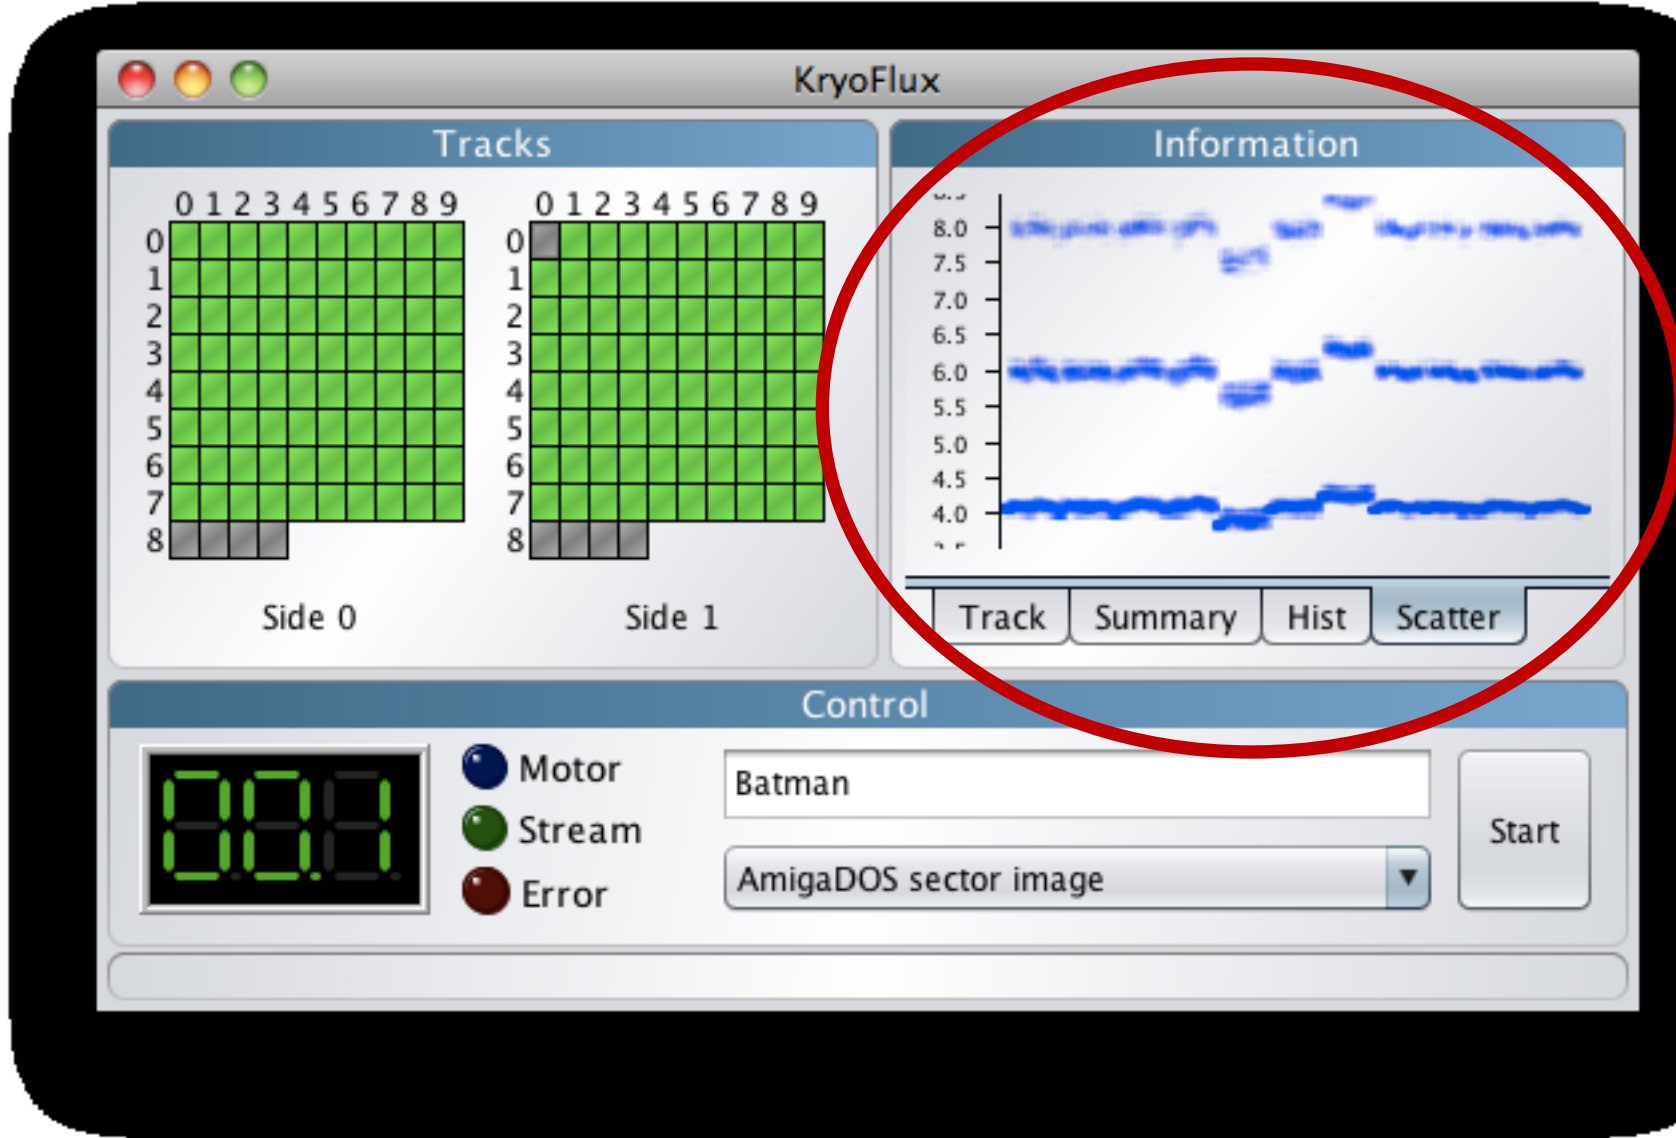 KryoFlux
Tracks
0 1 2 3 4 5 6 7 8 9
0
1
2
3
4
5
6
7
8
Side 0
0 1 2 3 4 5 6 7 8 9
0
1
2
3
4
5
6
7
8
Side 1
Information
8.0
7.5
7.0
6.5
6.0
5.5
5.0
4.5
4.0
Track Summary Hist Scatter
Control
00.1
Motor
Stream
Error
Batman
AmigaDOS sector image
Start